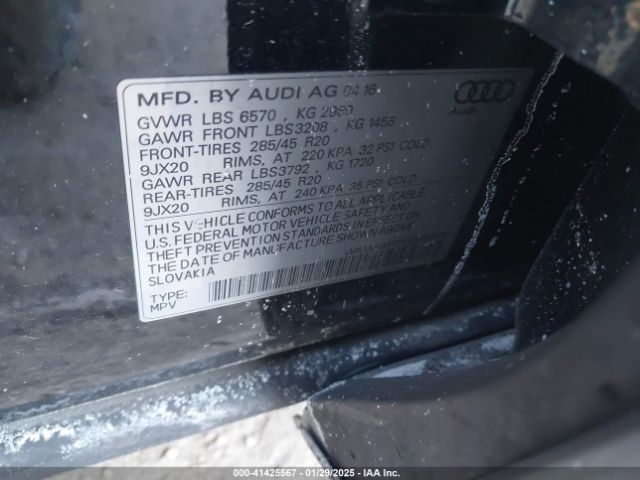 MFD. BY AUDI AG 04 16
GVWR LBS 6570 , KG 2980
GAWR FRONT LBS3208 , KG 1455
FRONT-TIRES 285/45 R20
9JX20 RIMS, AT 220 KPA 32 PSI COLD
GAWR REAR LBS3792 , KG 1720
REAR-TIRES 285/45 R20
9JX20 RIMS, AT 240 KPA 35 PSI COLD
THIS VEHICLE CONFORMS TO ALL APPLICABLE
U.S. FEDERAL MOTOR VEHICLE SAFETY AND
THEFT PREVENTION STANDARDS IN EFFECT ON
THE DATE OF MANUFACTURE SHOWN ABOVE.
SLOVAKIA
TYPE:
MPV
Audi
000-41425567 - 01/29/2025 - IAA Inc.